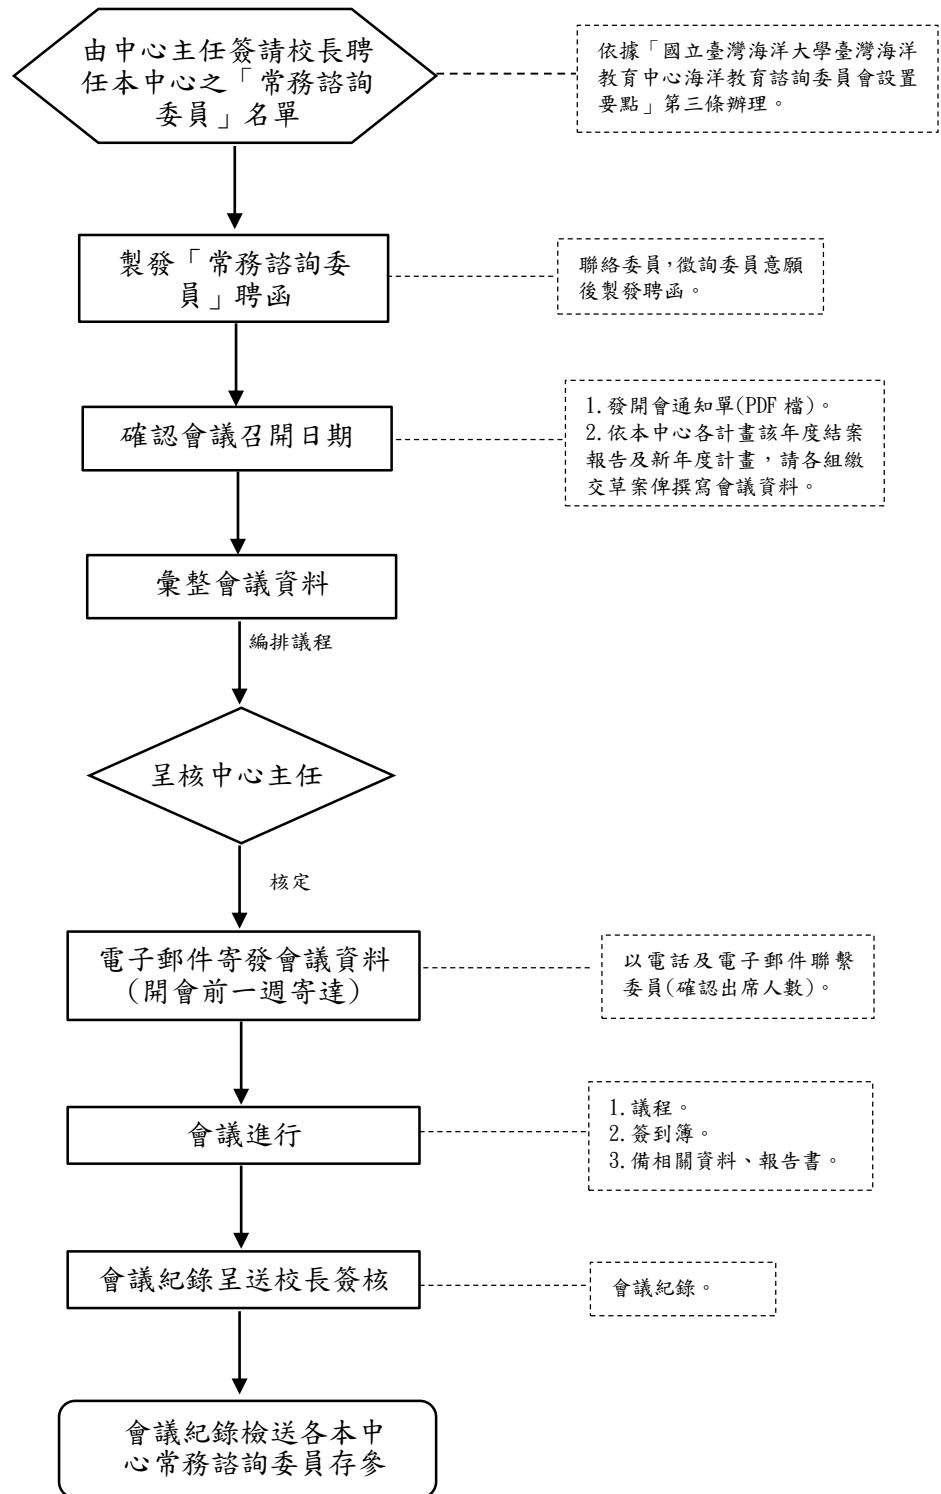 由中心主任簽請校長聘
任本中心之「常務諮詢
委員」名單
依據「國立臺灣海洋大學臺灣海洋
教育中心海洋教育諮詢委員會設置
要點」第三條辦理。
製發「常務諮詢委
員」聘函
聯絡委員,徵詢委員意願
後製發聘函。
確認會議召開日期
1.發開會通知單(PDF 檔)。
2.依本中心各計畫該年度結案
報告及新年度計畫,請各組繳
交草案俾撰寫會議資料。
彙整會議資料
編排議程
呈核中心主任
核定
電子郵件寄發會議資料
(開會前一週寄達)
以電話及電子郵件聯繫
委員(確認出席人數)。
會議進行
1.議程。
2.簽到簿。
3.備相關資料、報告書。
會議紀錄呈送校長簽核
會議紀錄。
會議紀錄檢送各本中
心常務諮詢委員存參